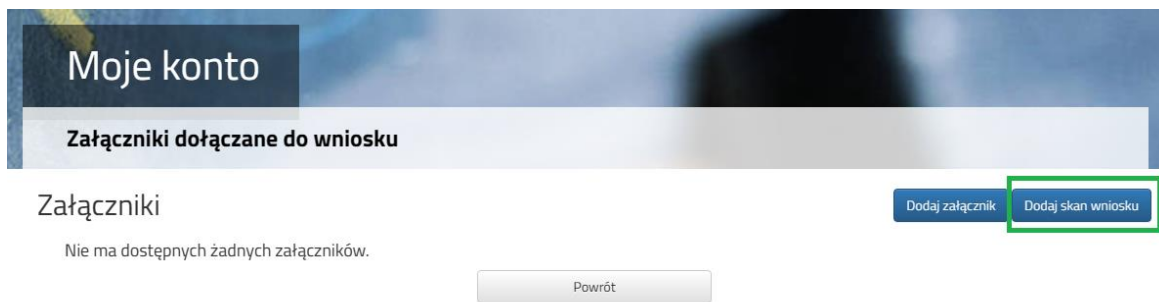 Moje konto
Załączniki dołączane do wniosku
Załączniki
Dodaj załącznik
Dodaj skan wniosku
Nie ma dostępnych żadnych załączników.
Powrót